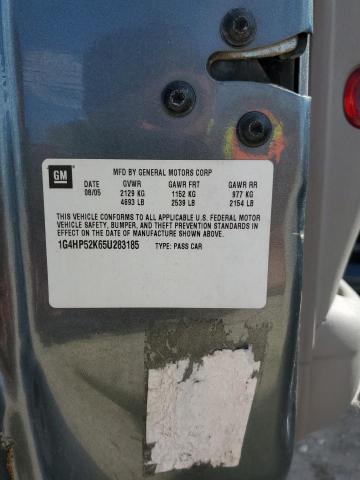 GM
MFD BY GENERAL MOTORS CORP
DATE GVWR GAWR FRT GAWR RR
08/05 2129 KG 1152 KG 977 KG
4693 LB 2539 LB 2154 LB
THIS VEHICLE CONFORMS TO ALL APPLICABLE U.S. FEDERAL MOTOR
VEHICLE SAFETY, BUMPER, AND THEFT PREVENTION STANDARDS
IN EFFECT ON THE DATE OF MANUFACTURE SHOWN ABOVE.
1G4HP52K65U283185 TYPE: PASS CAR